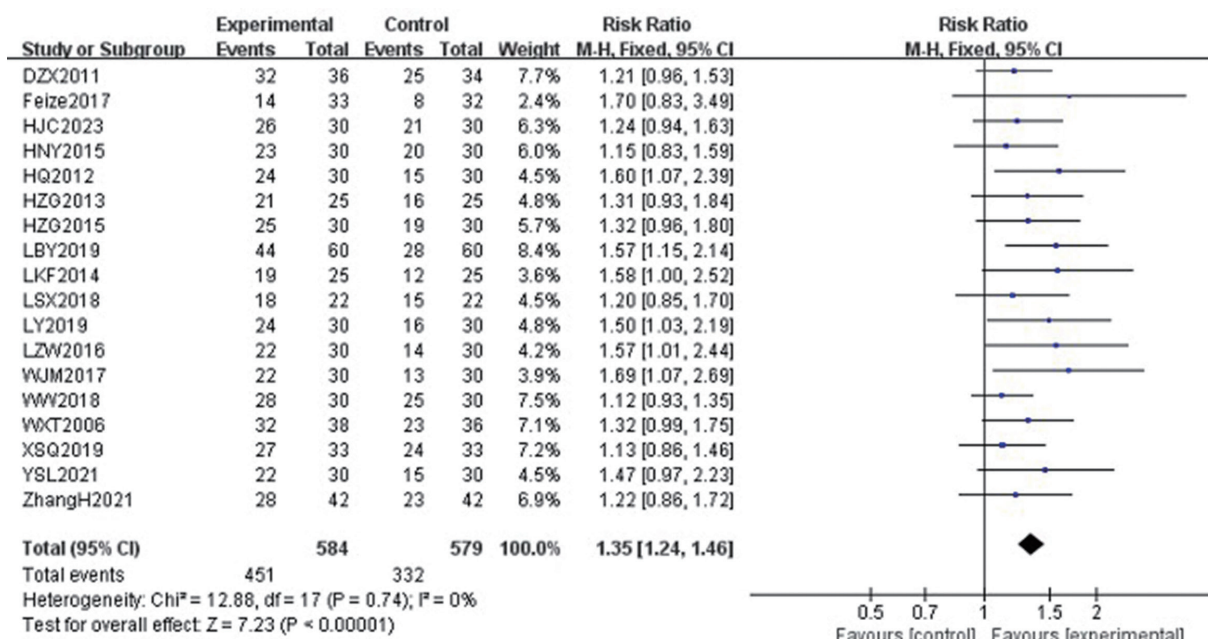 Experimental Control Risk Ratio Risk Ratio
Study or Subgroup Events Total Events Total Weight M-H, Fixed, 95% CI M-H, Fixed, 95% CI
DZX2011 32 36 25 34 7.7% 1.21 [0.96, 1.53]
Feize2017 14 33 8 32 2.4% 1.70 [0.83, 3.49]
HJC2023 26 30 21 30 6.3% 1.24 [0.94, 1.63]
HNY2015 23 30 20 30 6.0% 1.15 [0.83, 1.59]
HQ2012 24 30 15 30 4.5% 1.60 [1.07, 2.39]
HZG2013 21 25 16 25 4.8% 1.31 [0.93, 1.84]
HZG2015 25 30 19 30 5.7% 1.32 [0.96, 1.80]
LBY2019 44 60 28 60 8.4% 1.57 [1.15, 2.14]
LKF2014 19 25 12 25 3.6% 1.58 [1.00, 2.52]
LSX2018 18 22 15 22 4.5% 1.20 [0.85, 1.70]
LY2019 24 30 16 30 4.8% 1.50 [1.03, 2.19]
LZW2016 22 30 14 30 4.2% 1.57 [1.01, 2.44]
WJM2017 22 30 13 30 3.9% 1.69 [1.07, 2.69]
WW2018 28 30 25 30 7.5% 1.12 [0.93, 1.35]
WXT2006 32 38 23 36 7.1% 1.32 [0.99, 1.75]
XSQ2019 27 33 24 33 7.2% 1.13 [0.86, 1.46]
YSL2021 22 30 15 30 4.5% 1.47 [0.97, 2.23]
ZhangH2021 28 42 23 42 6.9% 1.22 [0.86, 1.72]
Total (95% CI) 584 579 100.0% 1.35 [1.24, 1.46]
Total events 451 332
Heterogeneity: Chi² = 12.88, df = 17 (P = 0.74); I² = 0%
Test for overall effect: Z = 7.23 (P < 0.00001)
0.5 0.7 1 1.5 2
Favours [control] Favours [experimental]